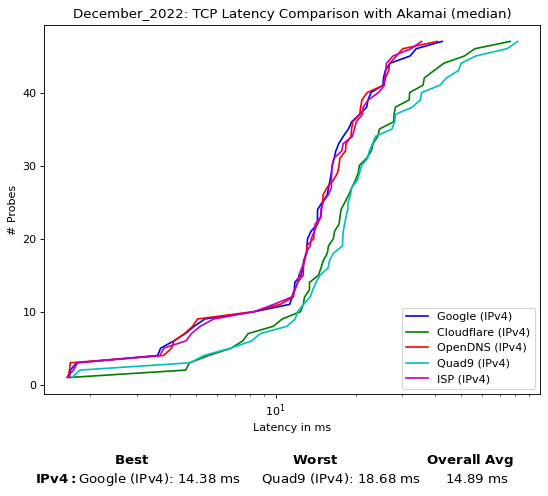 December_2022: TCP Latency Comparison with Akamai (median)
# Probes
40
30
20
10
0
Google (IPv4)
Cloudflare (IPv4)
OpenDNS (IPv4)
Quad9 (IPv4)
ISP (IPv4)
10¹
Latency in ms
Best Worst Overall Avg
IPv4: Google (IPv4): 14.38 ms Quad9 (IPv4): 18.68 ms 14.89 ms